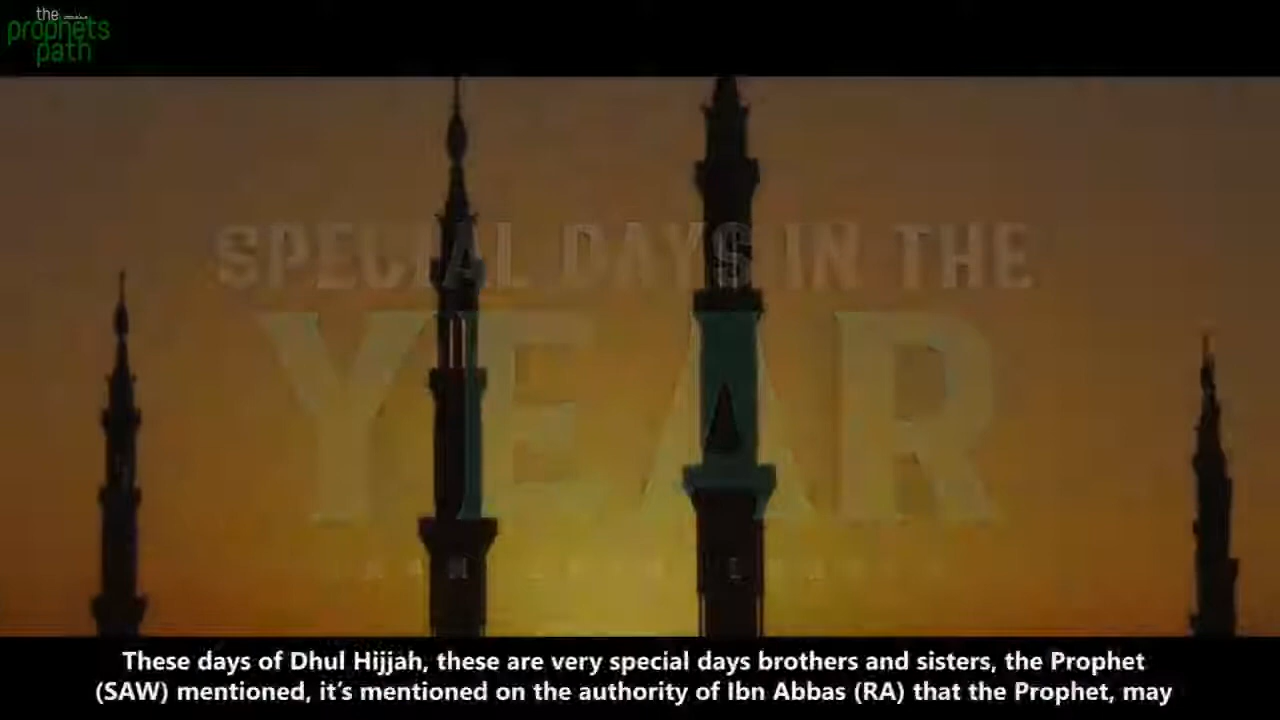 the
prophets
path
SPECIAL DAYS IN THE
YEAR
These days of Dhul Hijjah, these are very special days brothers and sisters, the Prophet
(SAW) mentioned, it's mentioned on the authority of Ibn Abbas (RA) that the Prophet, may